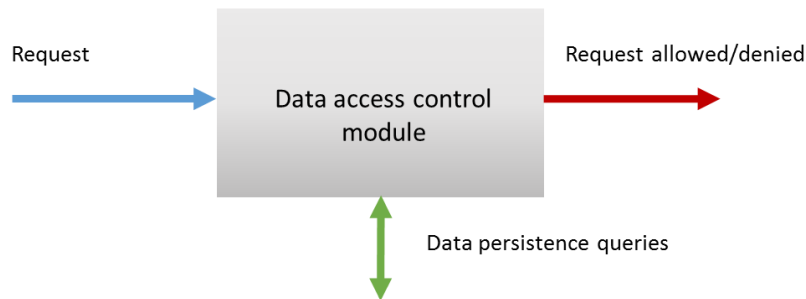 Request
Request allowed/denied
Data access control
module
Data persistence queries